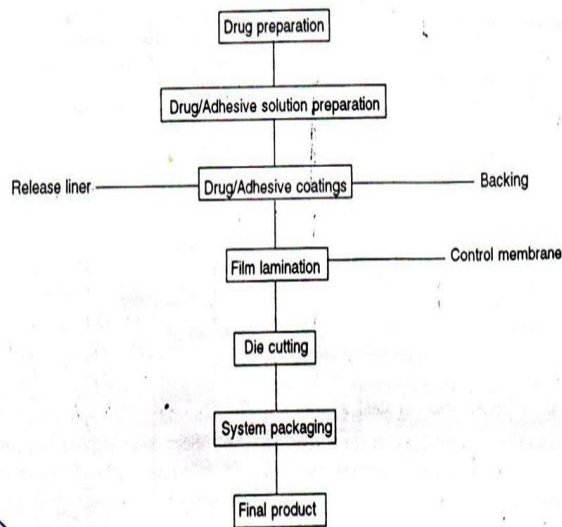 Drug preparation
Drug/Adhesive solution preparation
Release liner
Drug/Adhesive coatings
Backing
Film lamination
Control membrane
Die cutting
System packaging
Final product